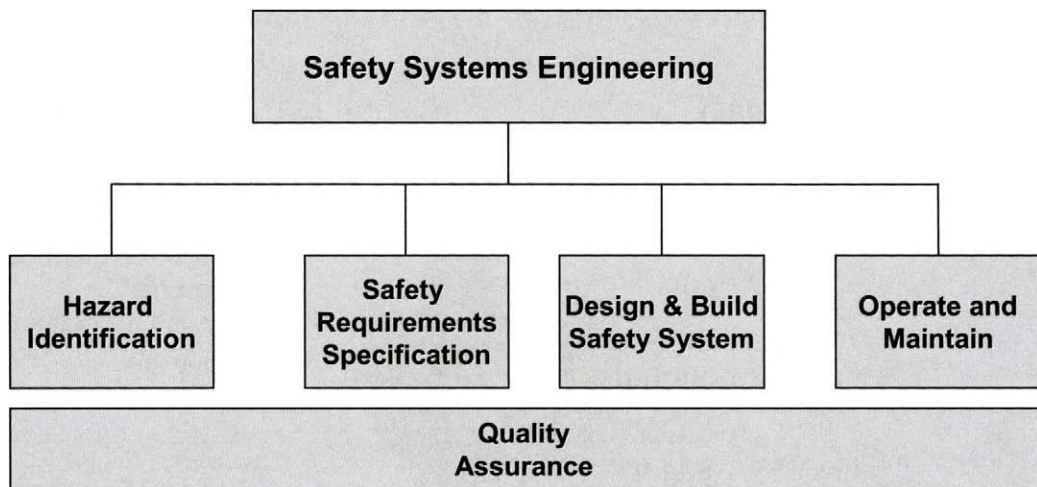 Safety Systems Engineering
Hazard
Identification
Safety
Requirements
Specification
Design & Build
Safety System
Operate and
Maintain
Quality
Assurance